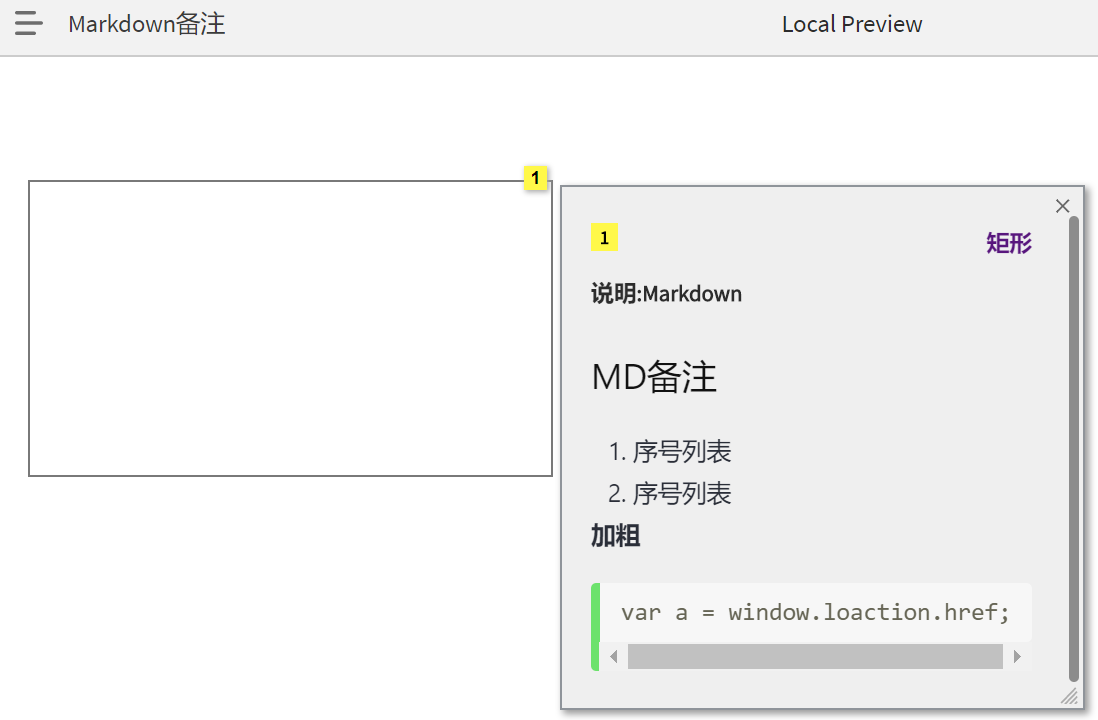 Markdown备注
Local Preview
1
1
矩形
说明:Markdown
MD备注
1. 序号列表
2. 序号列表
加粗
var a = window.loaction.href;